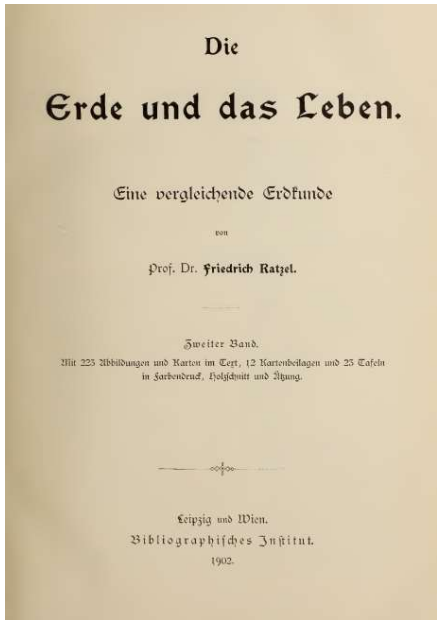 Die
Erde und das Leben.
Eine vergleichende Erdkunde
von
Prof. Dr. Friedrich Ratzel.
Zweiter Band.
Mit 223 Abbildungen und Karten im Text, 12 Kartenbeilagen und 23 Tafeln
in Farbendruck, Holzschnitt und Ätzung.
Leipzig und Wien.
Bibliographisches Institut.
1902.